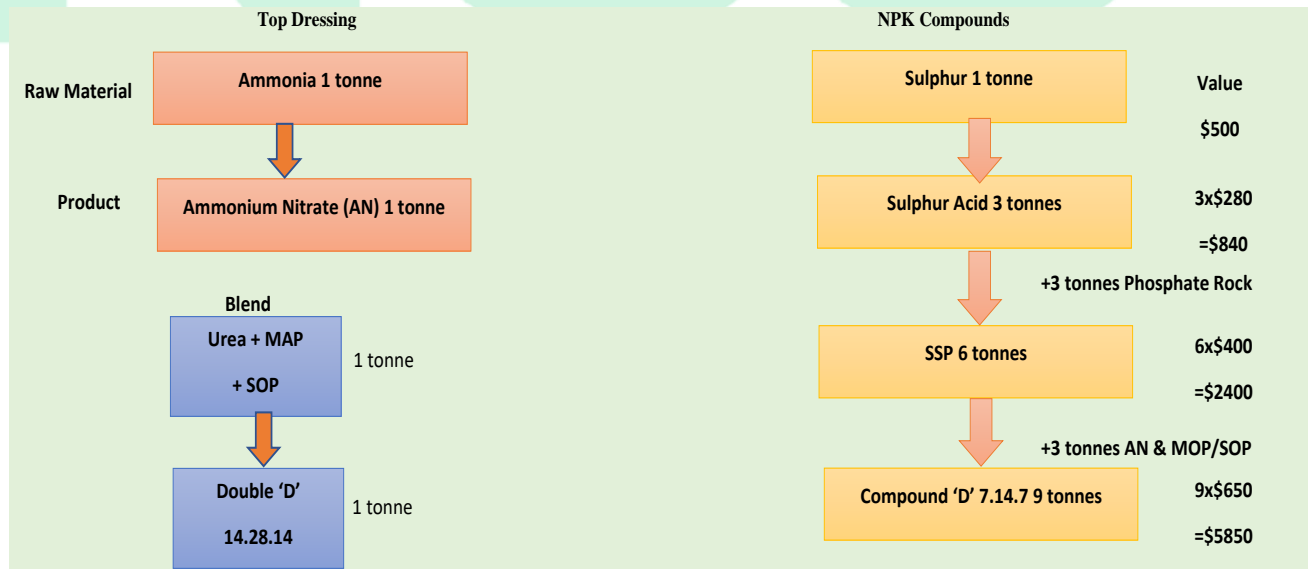 Top Dressing
NPK Compounds
Raw Material
Ammonia 1 tonne
Sulphur 1 tonne
Value
$500
Product
Ammonium Nitrate (AN) 1 tonne
Sulphur Acid 3 tonnes
3x$280
=$840
+3 tonnes Phosphate Rock
Blend
Urea + MAP
+ SOP
1 tonne
SSP 6 tonnes
6x$400
=$2400
+3 tonnes AN & MOP/SOP
Double ‘D’
14.28.14
1 tonne
Compound ‘D’ 7.14.7 9 tonnes
9x$650
=$5850